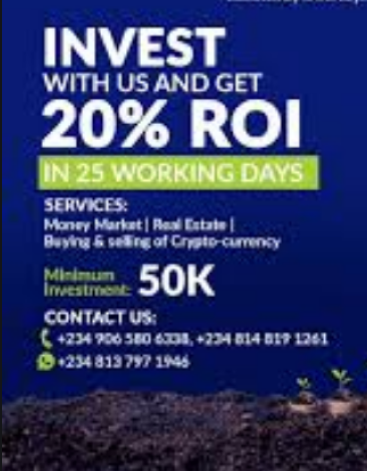 INVEST
WITH US AND GET
20% ROI
IN 25 WORKING DAYS
SERVICES:
Money Market | Real Estate |
Buying & selling of Crypto-currency
Minimum
Investment: 50K
CONTACT US:
+234 906 580 6338, +234 814 819 1261
+234 813 797 1946